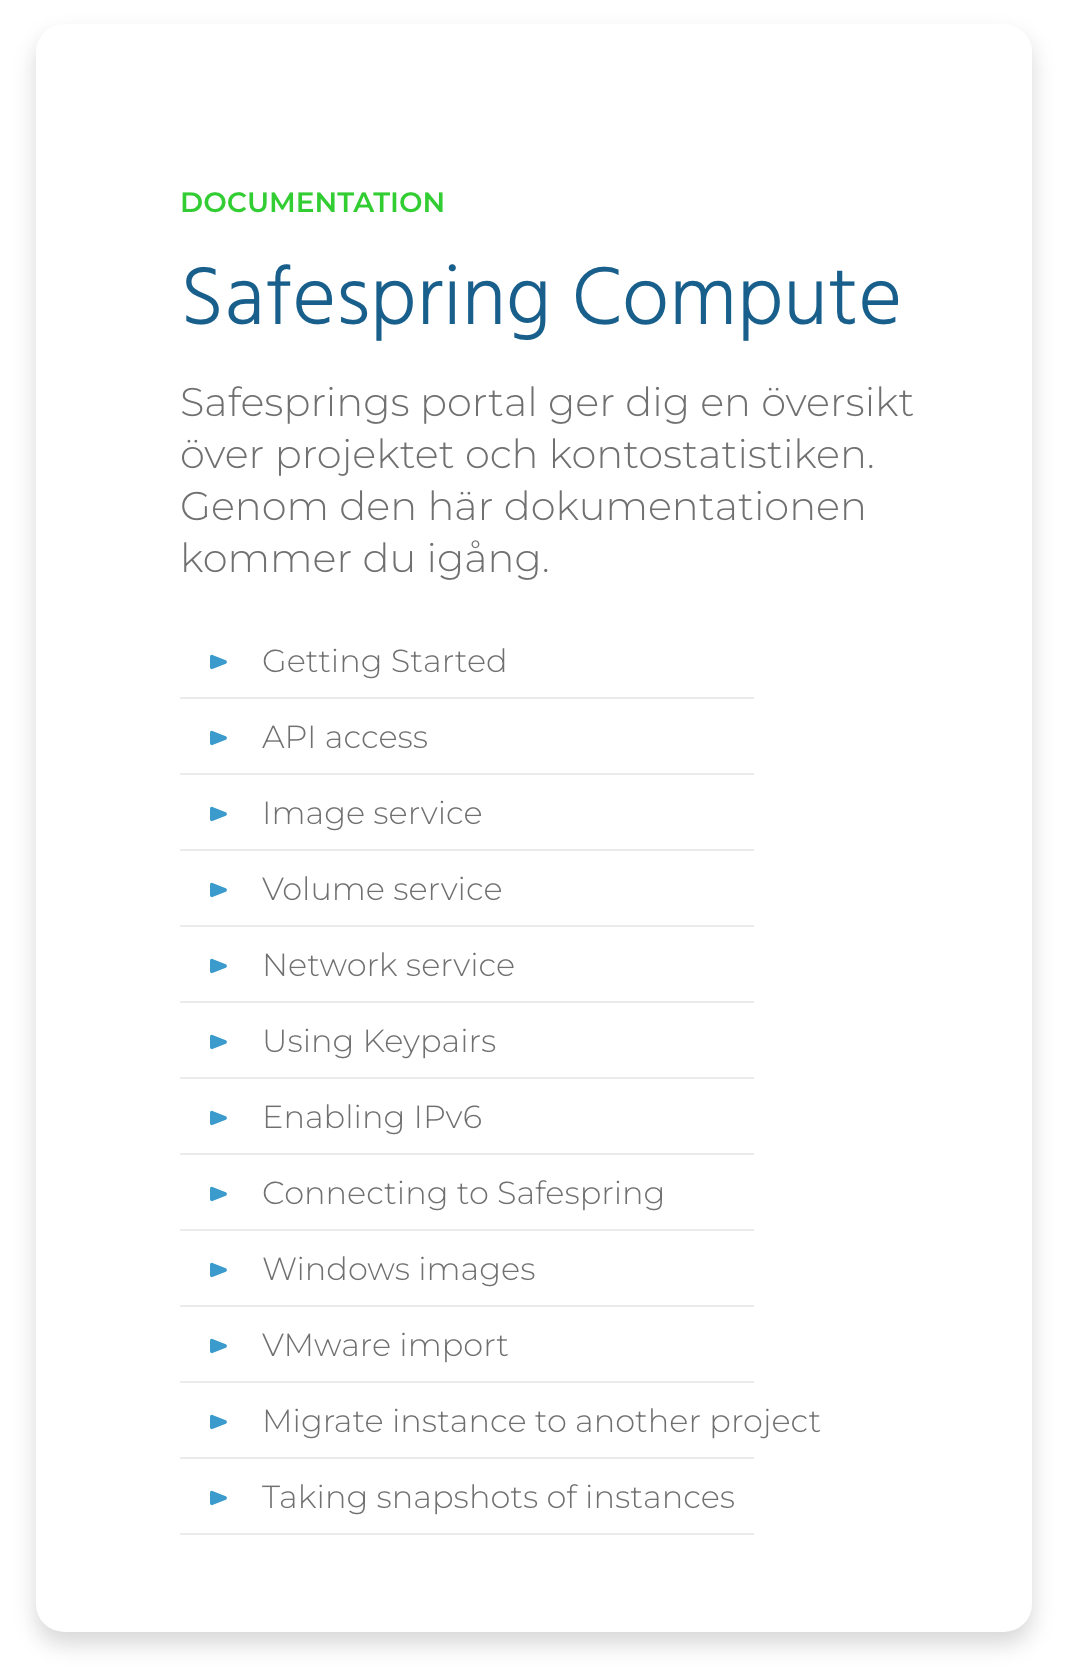 DOCUMENTATION
Safespring Compute
Safesprings portal ger dig en översikt
över projektet och kontostatistiken.
Genom den här dokumentationen
kommer du igång.
Getting Started
API access
Image service
Volume service
Network service
Using Keypairs
Enabling IPv6
Connecting to Safespring
Windows images
VMware import
Migrate instance to another project
Taking snapshots of instances